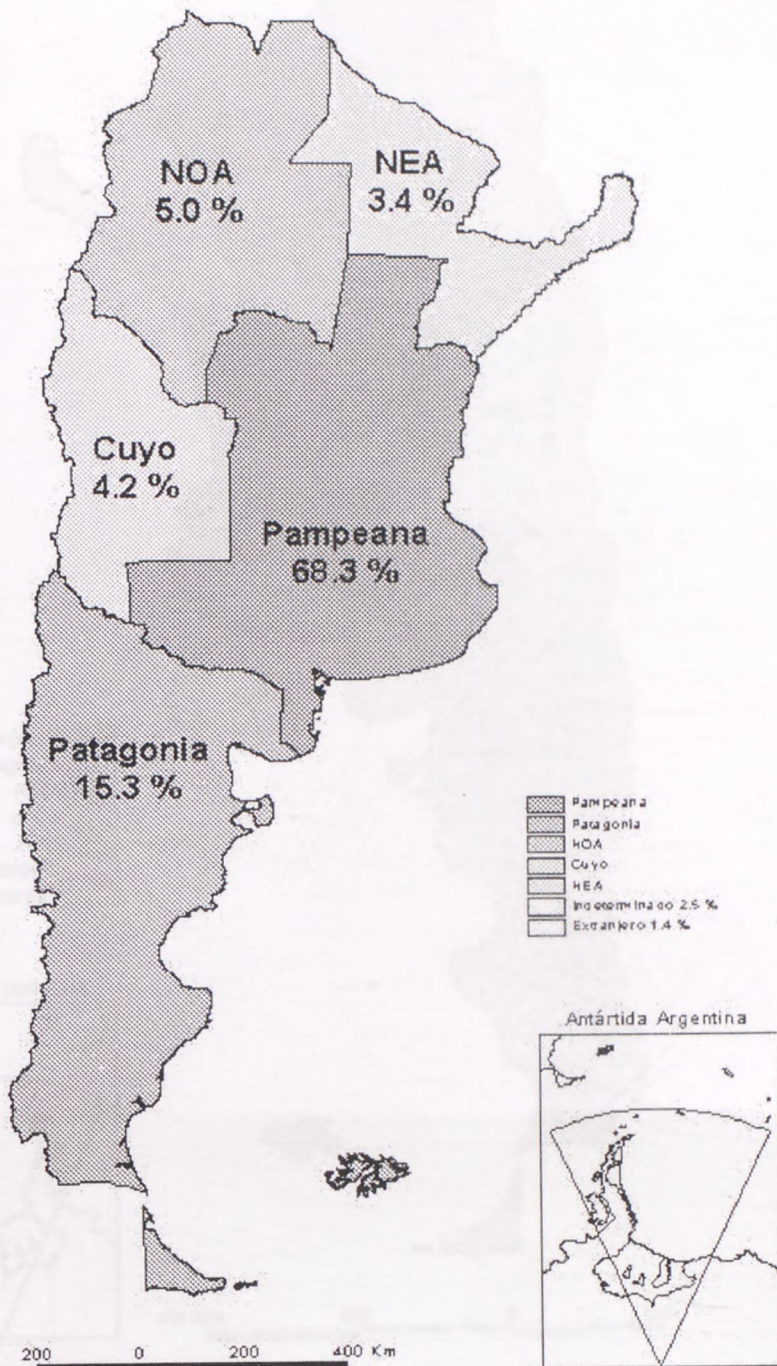 NOA
5.0 %
NEA
3.4 %
Cuyo
4.2 %
Pampeana
68.3 %
Patagonia
15.3 %
Pampeana
Patagonia
NOA
Cuyo
NEA
Indeterminado 2.5 %
Extranjero 1.4 %
Antártida Argentina
200 0 200 400 Km